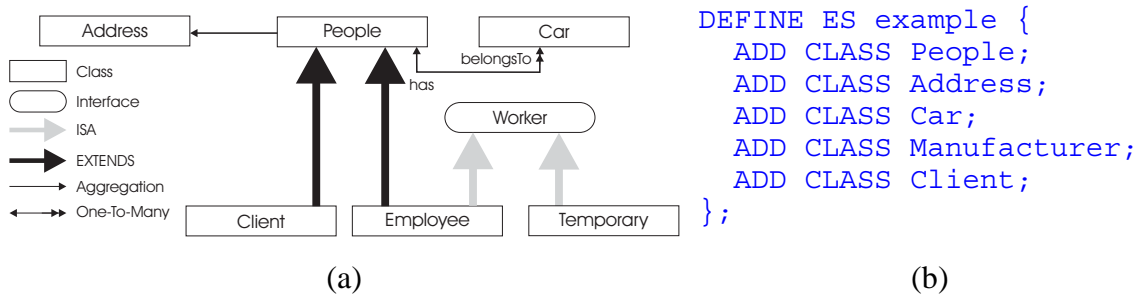 Address
People
Car
belongsTo
has
Class
Interface
ISA
EXTENDS
Aggregation
One-To-Many
Worker
Client
Employee
Temporary
(a)
DEFINE ES example {
ADD CLASS People;
ADD CLASS Address;
ADD CLASS Car;
ADD CLASS Manufacturer;
ADD CLASS Client;
};
(b)